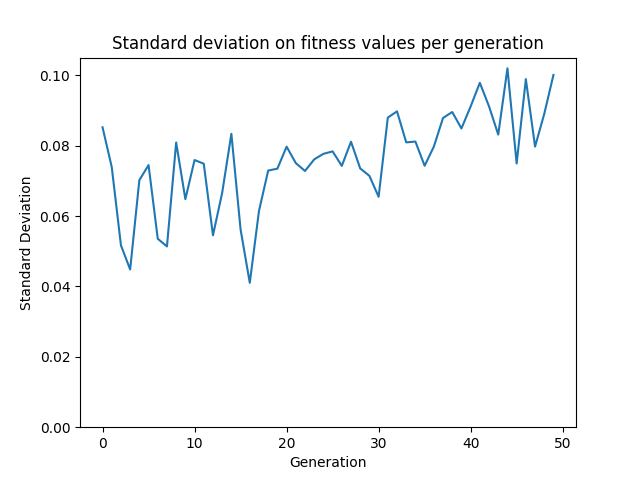 Standard deviation on fitness values per generation
0.10
0.08
0.06
0.04
0.02
0.00
Standard Deviation
0 10 20 30 40 50
Generation